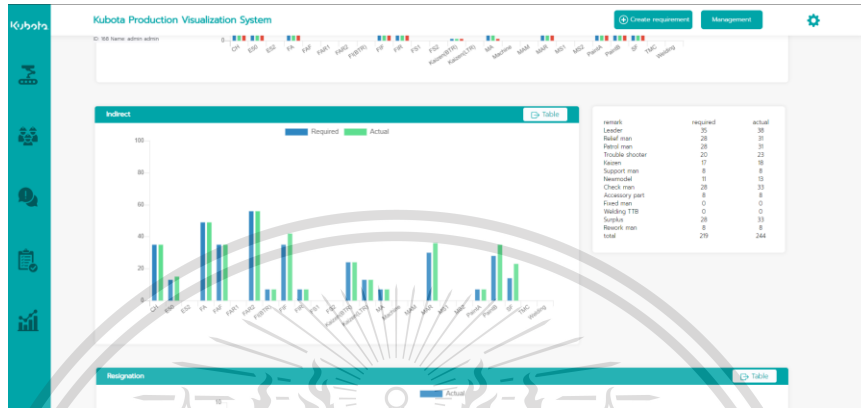 Kubota
Kubota Production Visualization System
Create requirement
Management
ID: 168 Name: admin admin
0
CH ES0 ES2 FA FAF FAR1 FAR2 FI(BTR) FIF FIR FS1 FS2 Kaizen(BTR) Kaizen(LTR) MA Machine MAM MAR MS1 MS2 PaintA PaintB SF TMC Welding
Indirect
Table
Required Actual
100
80
60
40
20
0
CH ES0 ES2 FA FAF FAR1 FAR2 FI(BTR) FIF FIR FS1 FS2 Kaizen(BTR) Kaizen(LTR) MA Machine MAM MAR MS1 MS2 PaintA PaintB SF TMC Welding
remark required actual
Leader 35 38
Relief man 28 31
Patrol man 28 31
Trouble shooter 20 23
Kaizen 17 18
Support man 8 8
Newmodel 11 13
Check man 28 33
Accessory part 8 8
Fixed man 0 0
Welding TTB 0 0
Surplus 28 33
Rework man 8 8
total 219 244
Resignation
Table
Actual
10